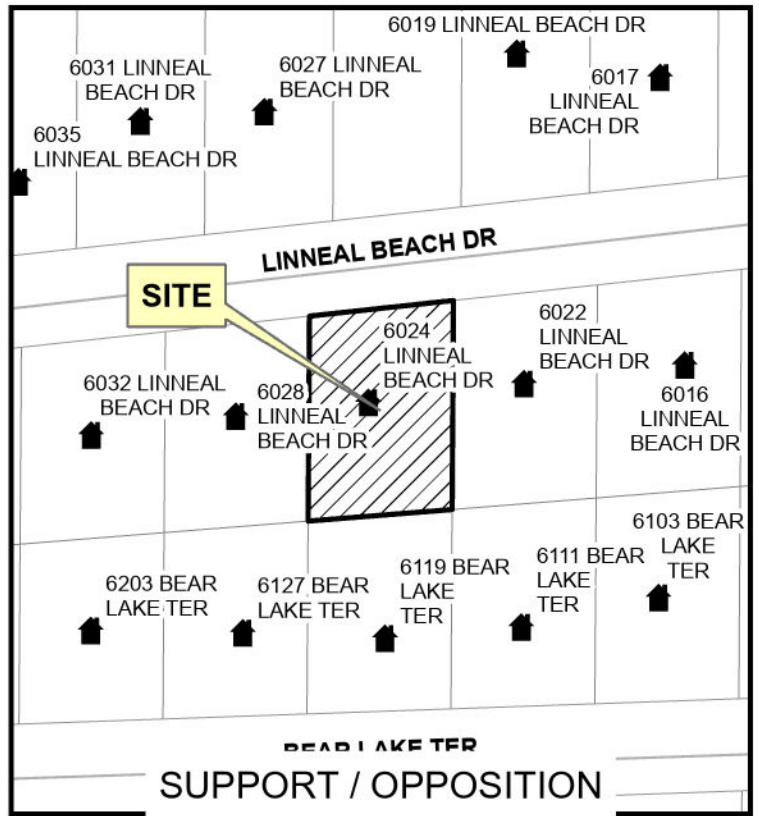 6019 LINNEAL BEACH DR
6031 LINNEAL
BEACH DR
6027 LINNEAL
BEACH DR
6017
LINNEAL
BEACH DR
6035
LINNEAL BEACH DR
LINNEAL BEACH DR
SITE
6024
LINNEAL
BEACH DR
6022
LINNEAL
BEACH DR
6032 LINNEAL
BEACH DR
6028
LINNEAL
BEACH DR
6016
LINNEAL
BEACH DR
6203 BEAR
LAKE TER
6127 BEAR
LAKE TER
6119 BEAR
LAKE
TER
6111 BEAR
LAKE
TER
6103 BEAR
LAKE
TER
BEAR LAKE TER
SUPPORT / OPPOSITION